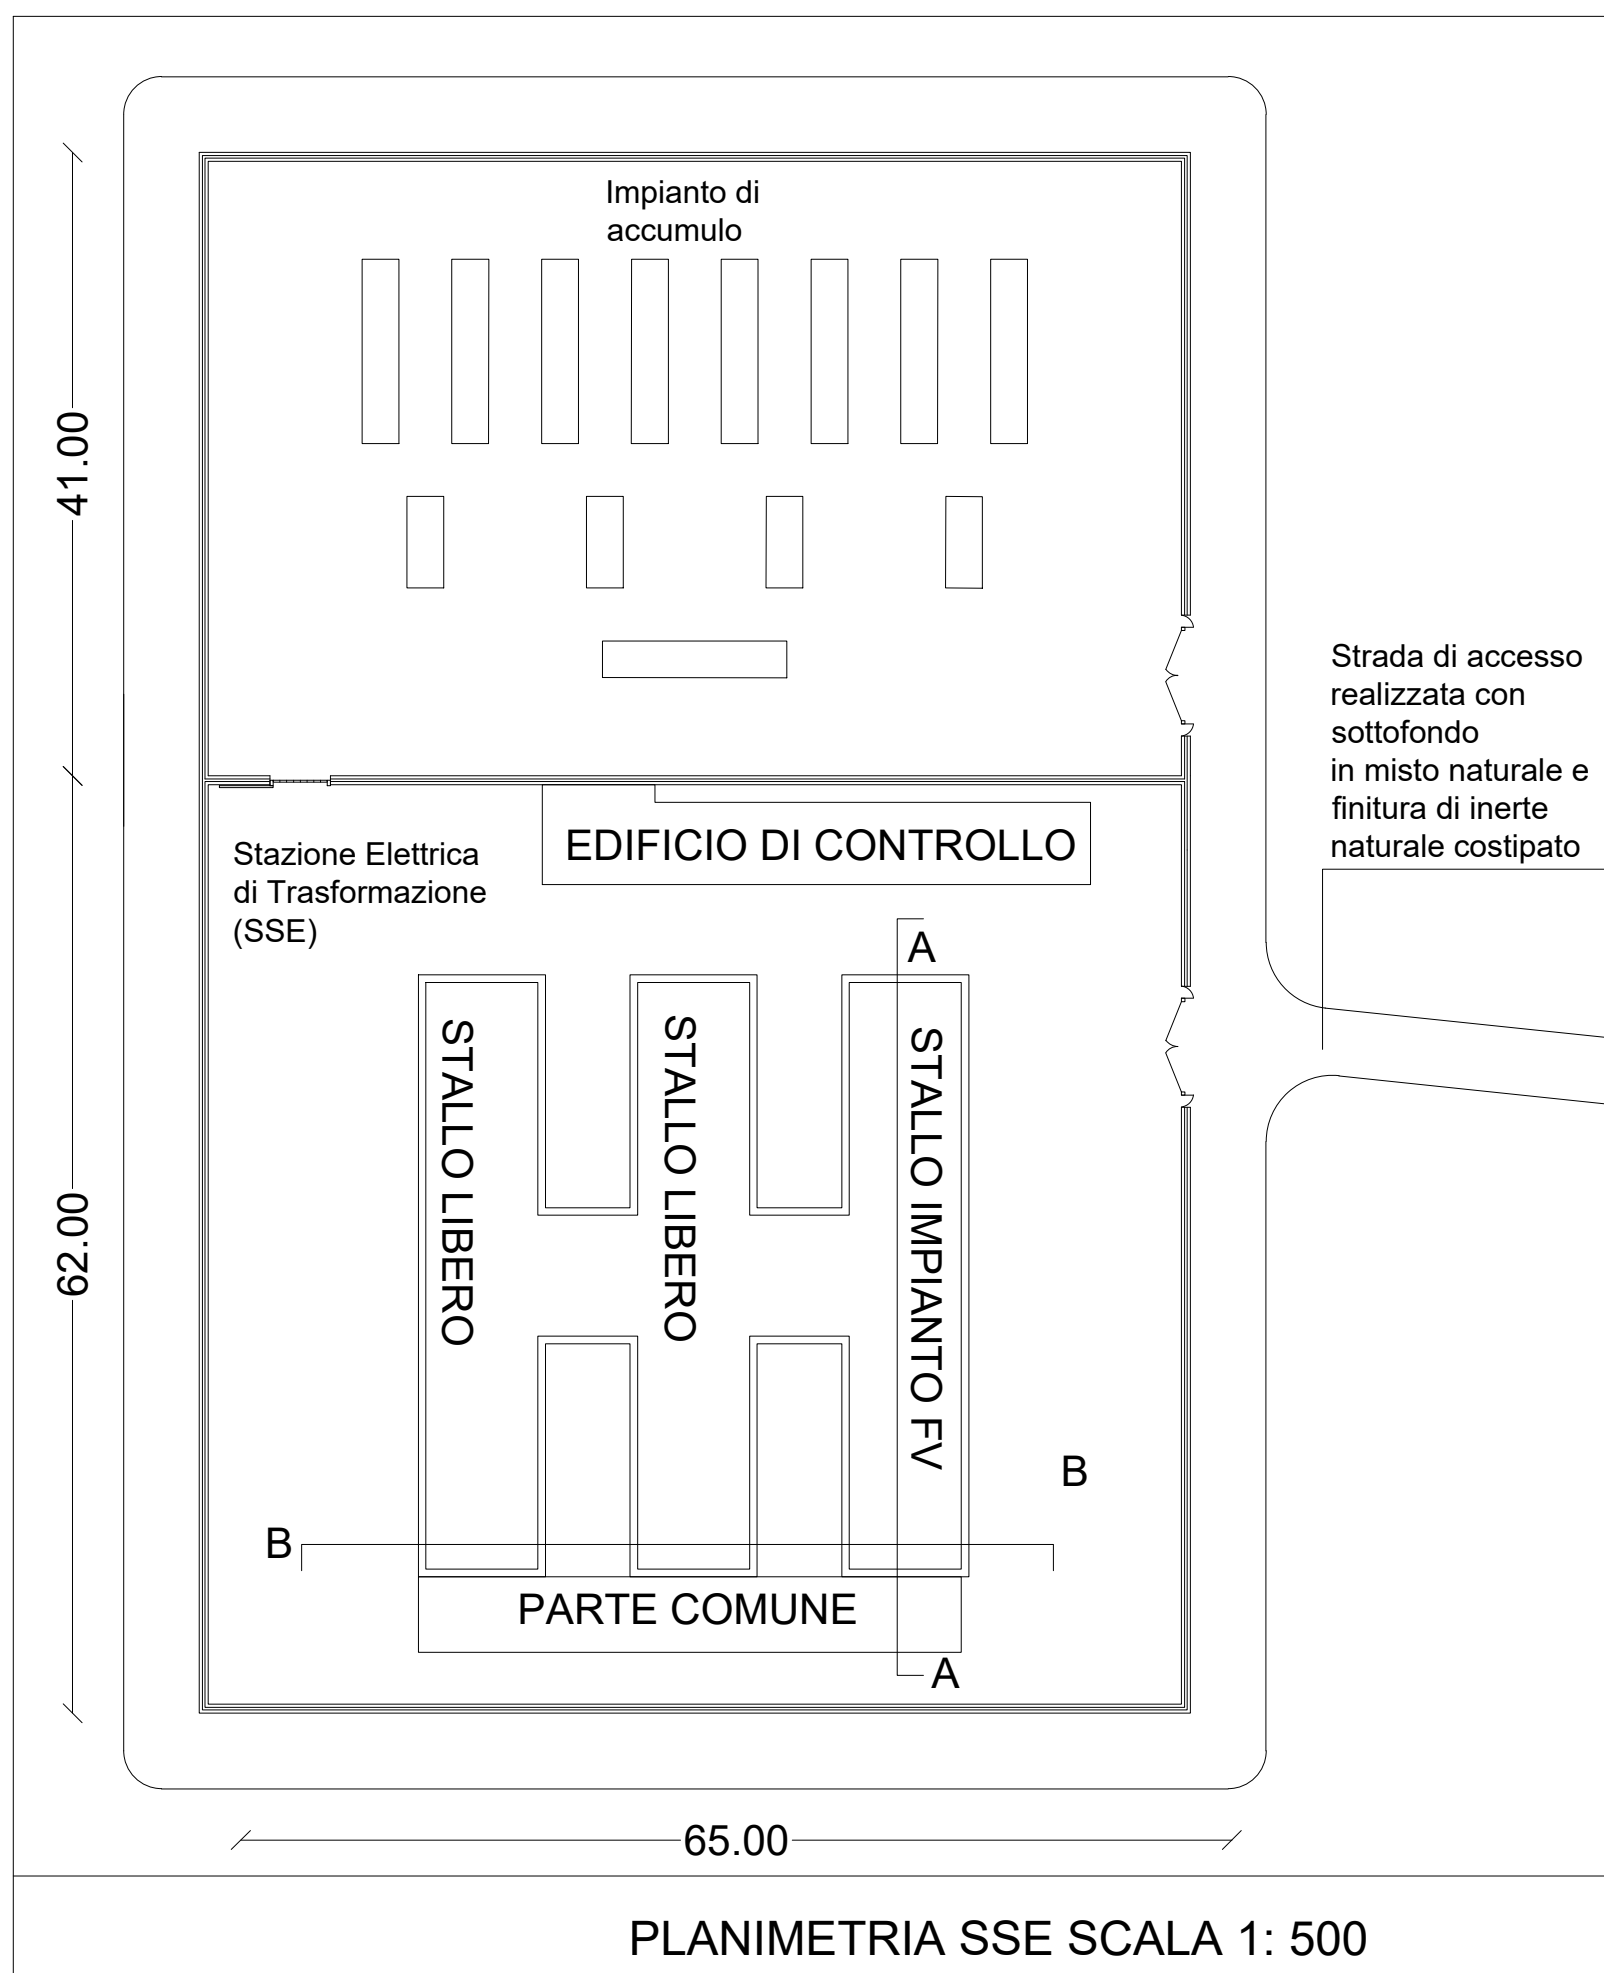 Impianto di
accumulo
41.00
Strada di accesso
realizzata con
sottofondo
in misto naturale e
finitura di inerte
naturale costipato
EDIFICIO DI CONTROLLO
Stazione Elettrica
di Trasformazione
(SSE)
A
STALLO LIBERO
STALLO LIBERO
STALLO IMPIANTO FV
62.00
B
B
PARTE COMUNE
A
65.00
PLANIMETRIA SSE SCALA 1: 500